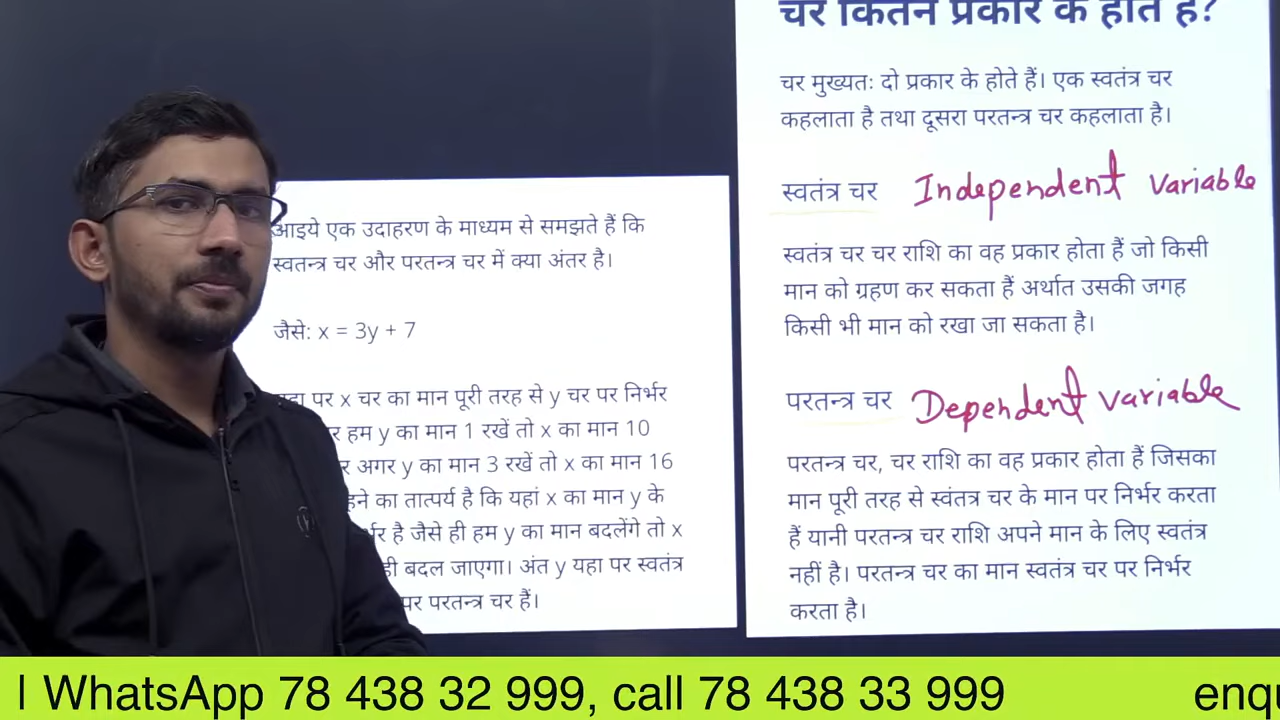 चर कितने प्रकार के होते है?
चर मुख्यतः दो प्रकार के होते हैं। एक स्वतंत्र चर
कहलाता है तथा दूसरा परतन्त्र चर कहलाता है।
स्वतंत्र चर Independent variable
स्वतंत्र चर चर राशि का वह प्रकार होता हैं जो किसी
मान को ग्रहण कर सकता हैं अर्थात उसकी जगह
किसी भी मान को रखा जा सकता है।
परतन्त्र चर Dependent variable
परतन्त्र चर, चर राशि का वह प्रकार होता हैं जिसका
मान पूरी तरह से स्वंतत्र चर के मान पर निर्भर करता
हैं यानी परतन्त्र चर राशि अपने मान के लिए स्वतंत्र
नहीं है। परतन्त्र चर का मान स्वतंत्र चर पर निर्भर
करता है।
आइये एक उदाहरण के माध्यम से समझते हैं कि
स्वतन्त्र चर और परतन्त्र चर में क्या अंतर है।
जैसे: x = 3y + 7
पर x चर का मान पूरी तरह से y चर पर निर्भर
हम y का मान 1 रखें तो x का मान 10
अगर y का मान 3 रखें तो x का मान 16
का तात्पर्य है कि यहां x का मान y के
है जैसे ही हम y का मान बदलेंगे तो x
ही बदल जाएगा। अंत y यहा पर स्वतंत्र
पर परतन्त्र चर हैं।
| WhatsApp 78 438 32 999, call 78 438 33 999